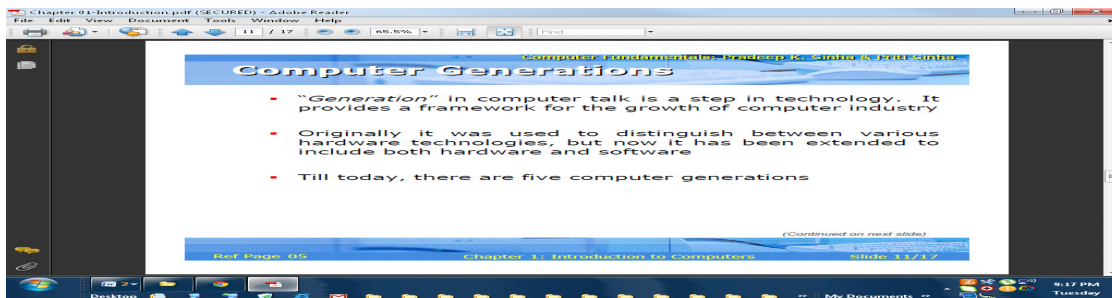 Chapter 01-Introduction.pdf (SECURED) - Adobe Reader
File Edit View Document Tools Window Help
11 / 17 65.5% Find
Computer Fundamentals: Pradeep K. Sinha & Priti Sinha
Computer Generations
“Generation” in computer talk is a step in technology. It
provides a framework for the growth of computer industry
Originally it was used to distinguish between various
hardware technologies, but now it has been extended to
include both hardware and software
Till today, there are five computer generations
(Continued on next slide)
Ref Page 05 Chapter 1: Introduction to Computers Slide 11/17
2
9:17 PM
Desktop My Documents Tuesday